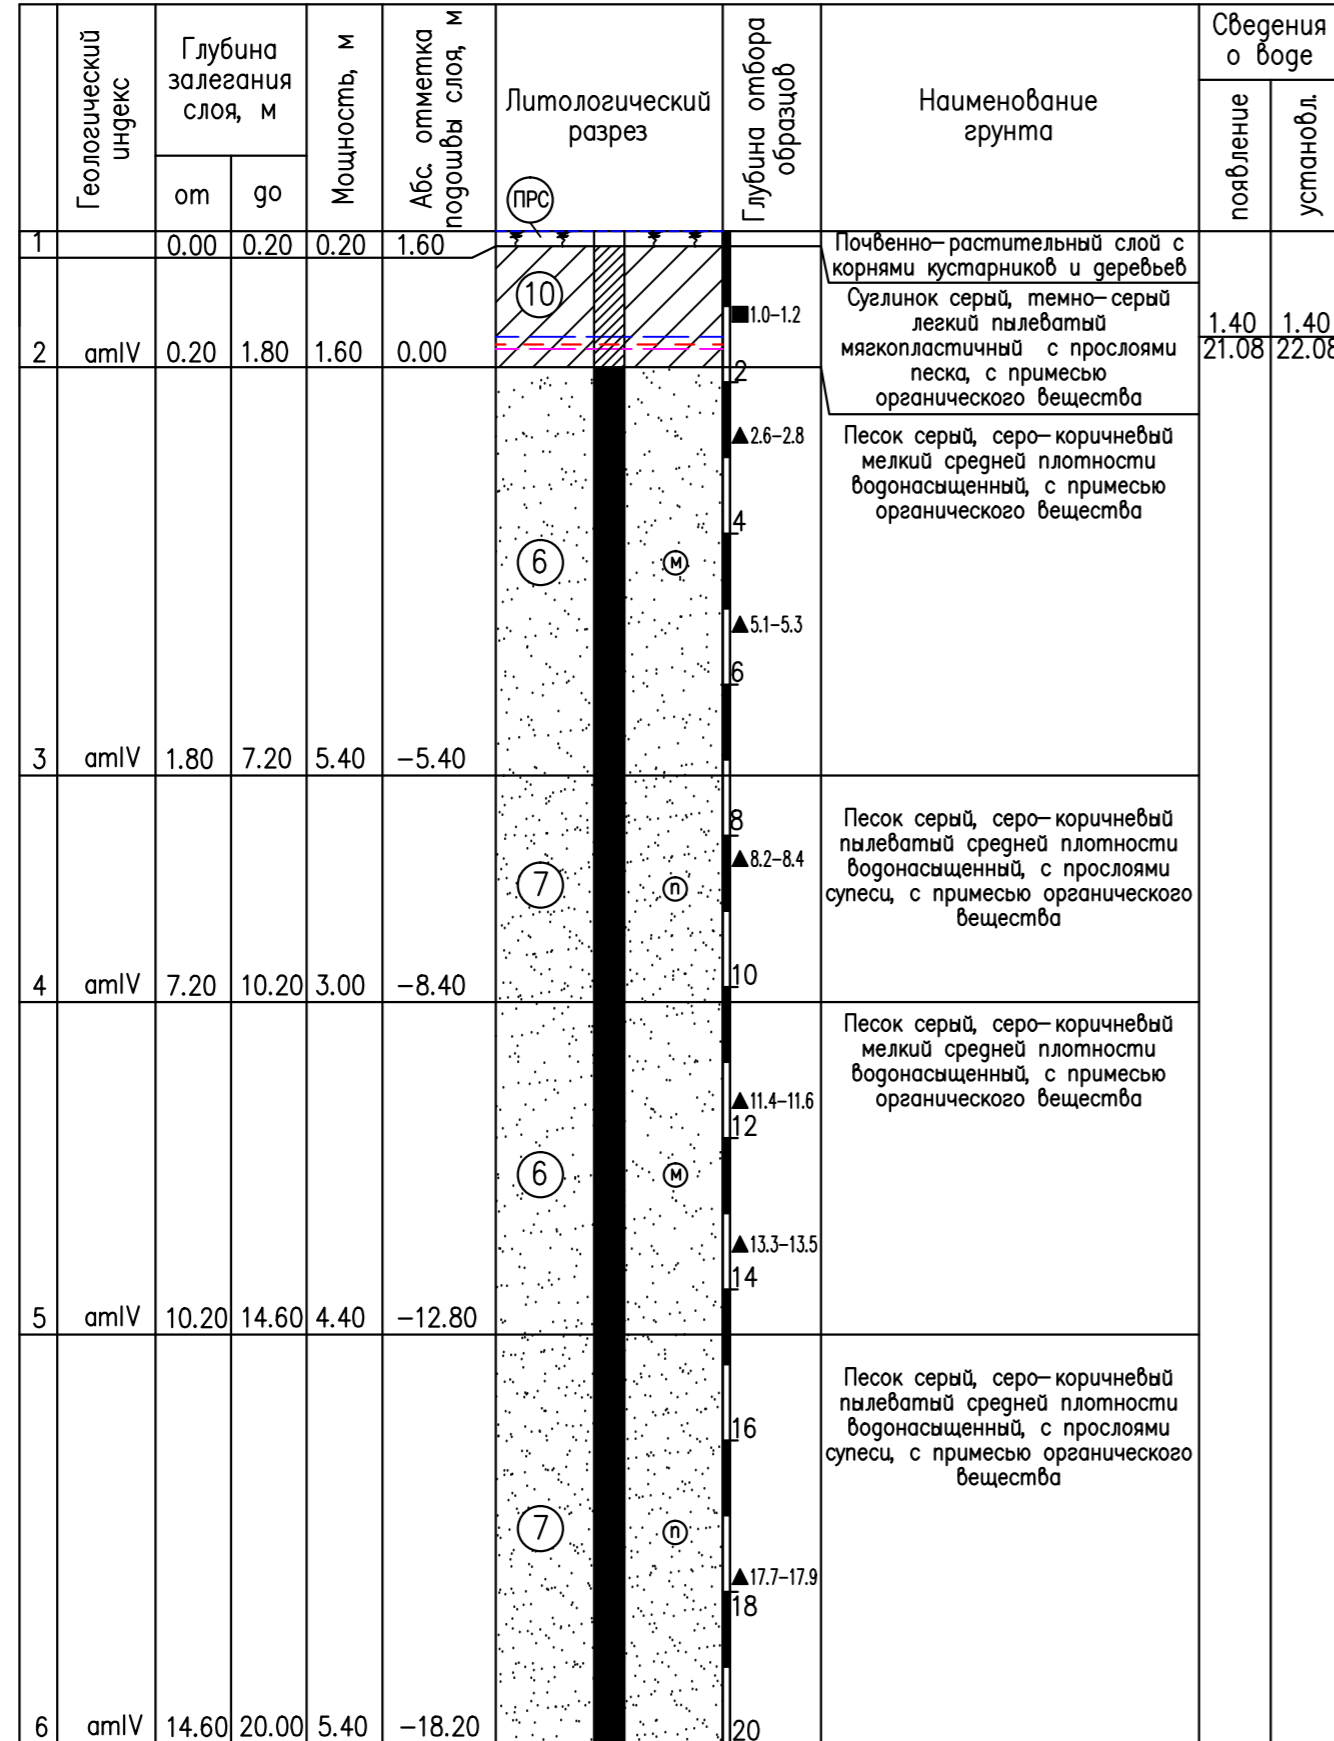 Геологический
индекс
Глубина
залегания
слоя, м
от
до
Мощность, м
Абс. отметка
подошвы слоя, м
Литологический
разрез
Глубина отбора
образцов
Наименование
грунта
Сведения
о воде
появление
установл.
ПРС
1 0.00 0.20 0.20 1.60
Почвенно-растительный слой с
корнями кустарников и деревьев
10
1.0-1.2
Суглинок серый, темно-серый
легкий пылеватый
мягкопластичный с прослоями
песка, с примесью
органического вещества
1.40 1.40
21.08 22.08
2 amIV 0.20 1.80 1.60 0.00
2
2.6-2.8
Песок серый, серо-коричневый
мелкий средней плотности
водонасыщенный, с примесью
органического вещества
4
6 м
5.1-5.3
6
3 amIV 1.80 7.20 5.40 -5.40
8
8.2-8.4
Песок серый, серо-коричневый
пылеватый средней плотности
водонасыщенный, с прослоями
супеси, с примесью органического
вещества
7 п
10
4 amIV 7.20 10.20 3.00 -8.40
Песок серый, серо-коричневый
мелкий средней плотности
водонасыщенный, с примесью
органического вещества
11.4-11.6
12
6 м
13.3-13.5
14
5 amIV 10.20 14.60 4.40 -12.80
Песок серый, серо-коричневый
пылеватый средней плотности
водонасыщенный, с прослоями
супеси, с примесью органического
вещества
16
7 п
17.7-17.9
18
6 amIV 14.60 20.00 5.40 -18.20
20